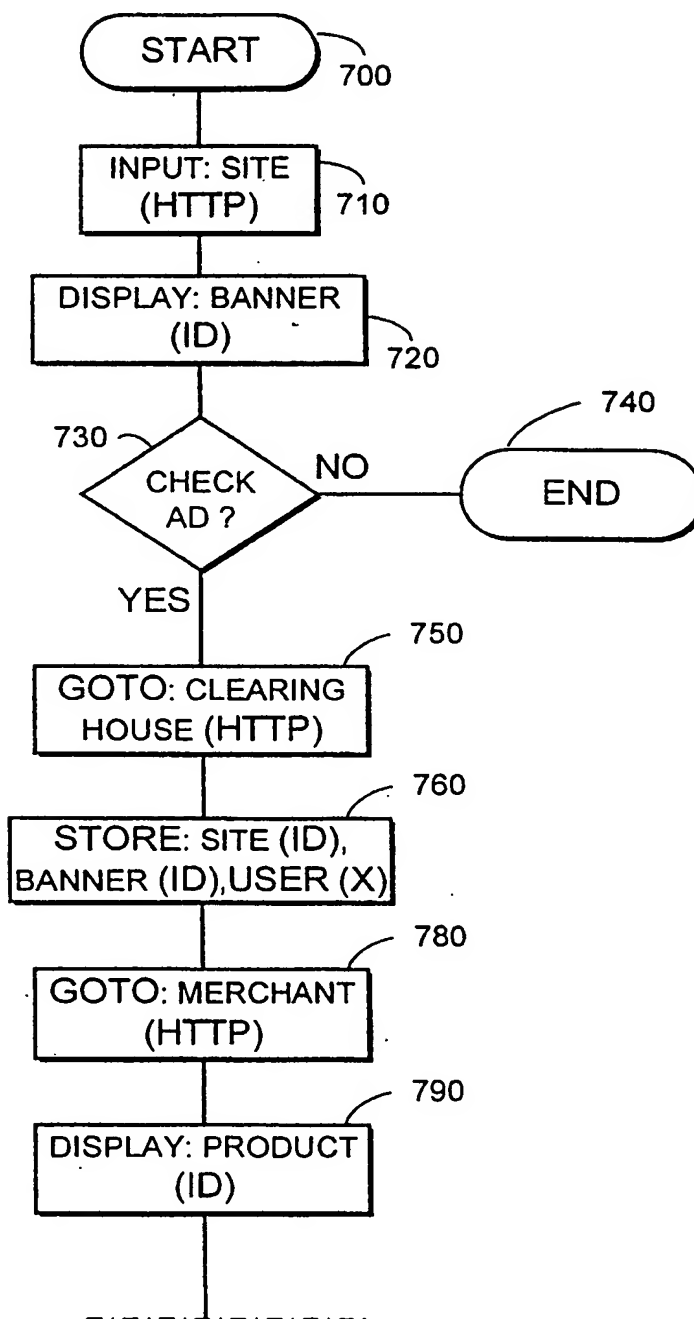 START
700
INPUT: SITE
(HTTP)
710
DISPLAY: BANNER
(ID)
720
730
CHECK
AD ?
NO
740
END
YES
750
GOTO: CLEARING
HOUSE (HTTP)
760
STORE: SITE (ID),
BANNER (ID),USER (X)
780
GOTO: MERCHANT
(HTTP)
790
DISPLAY: PRODUCT
(ID)